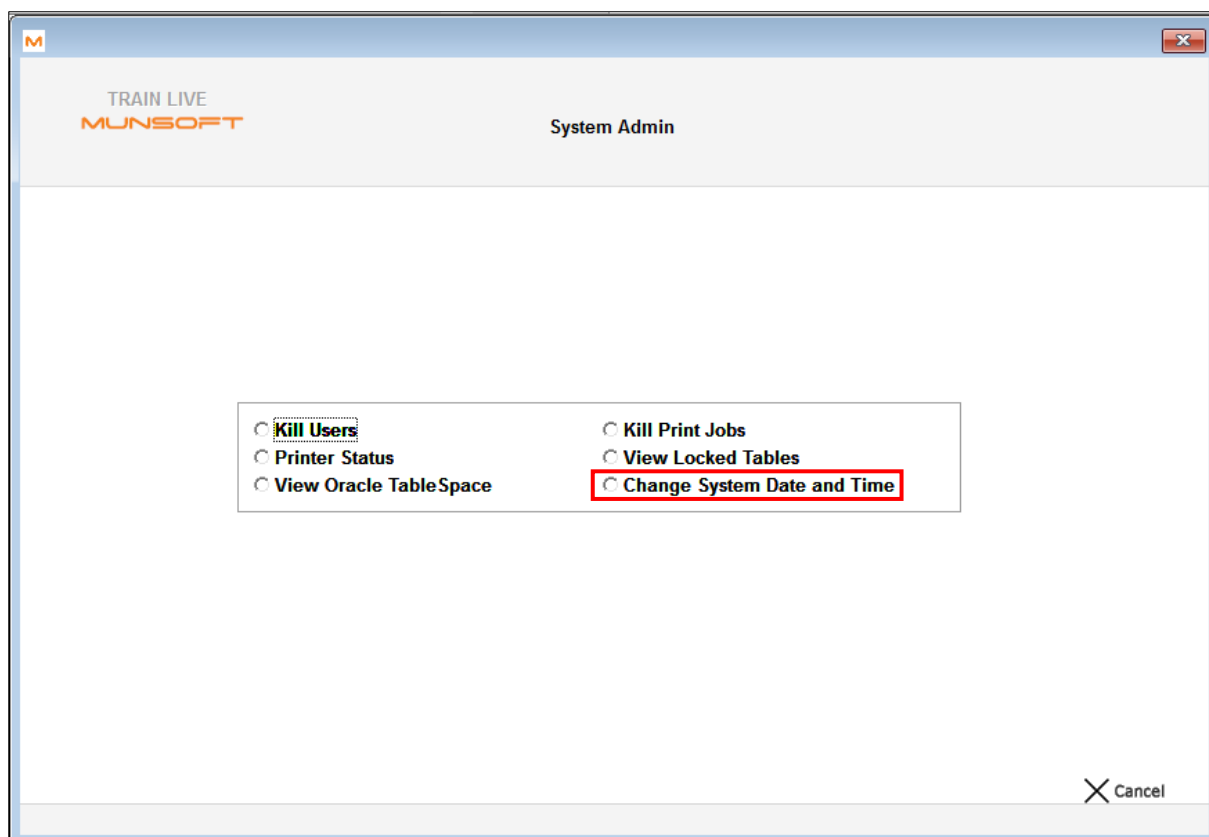 TRAIN LIVE
MUNSOFT
System Admin
Kill Users
Kill Print Jobs
Printer Status
View Locked Tables
View Oracle TableSpace
Change System Date and Time
Cancel